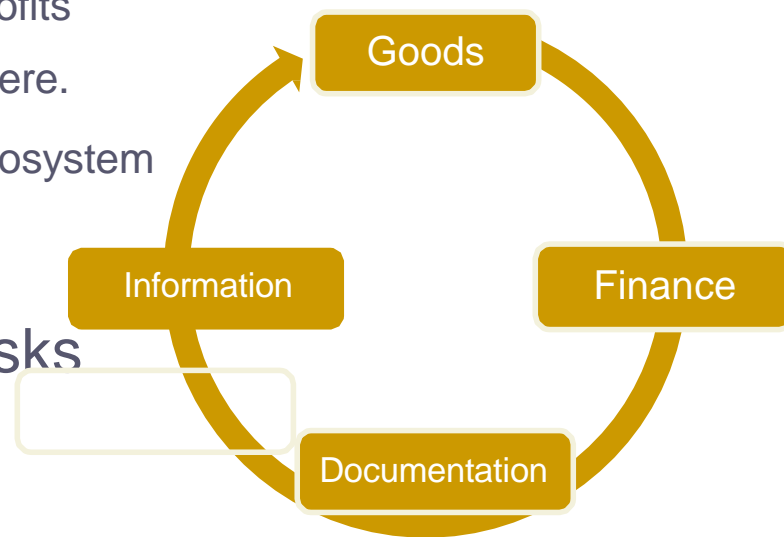 ofits
ere.
osystem
sks
Goods
Finance
Documentation
Information